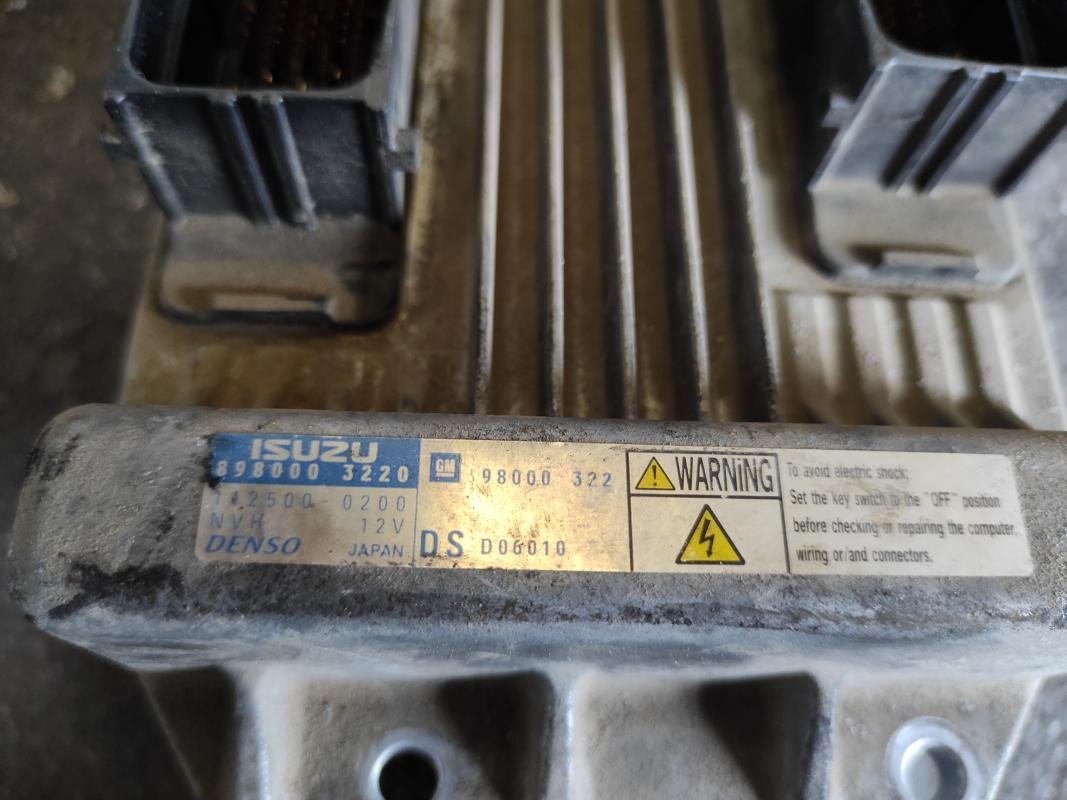 ISUZU
898000 3220
112500-0200
NVH 12V
DENSO JAPAN
GM 98000 322
DS D06010
WARNING
To avoid electric shock;
Set the key switch to the "OFF" position
before checking or repairing the computer,
wiring or/and connectors.